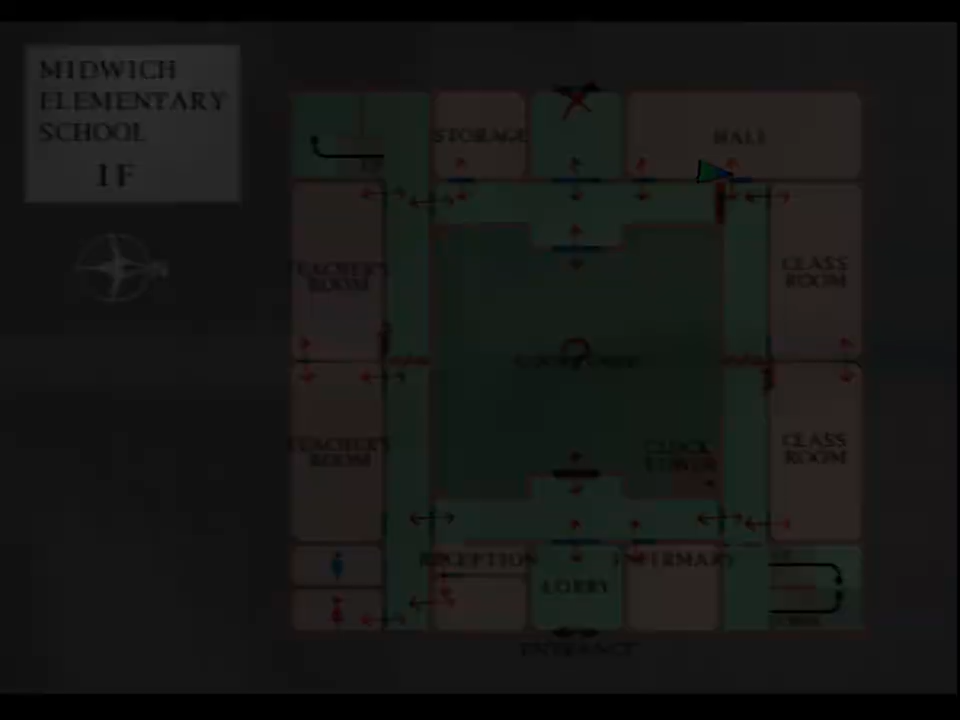 MIDWICH
ELEMENTARY
SCHOOL
1F
STORAGE
HALL
TEACHER'S
ROOM
CLASS
ROOM
TEACHER'S
ROOM
CLOCK
TOWER
CLASS
ROOM
RECEPTION
INFIRMARY
LOBBY
ENTRANCE